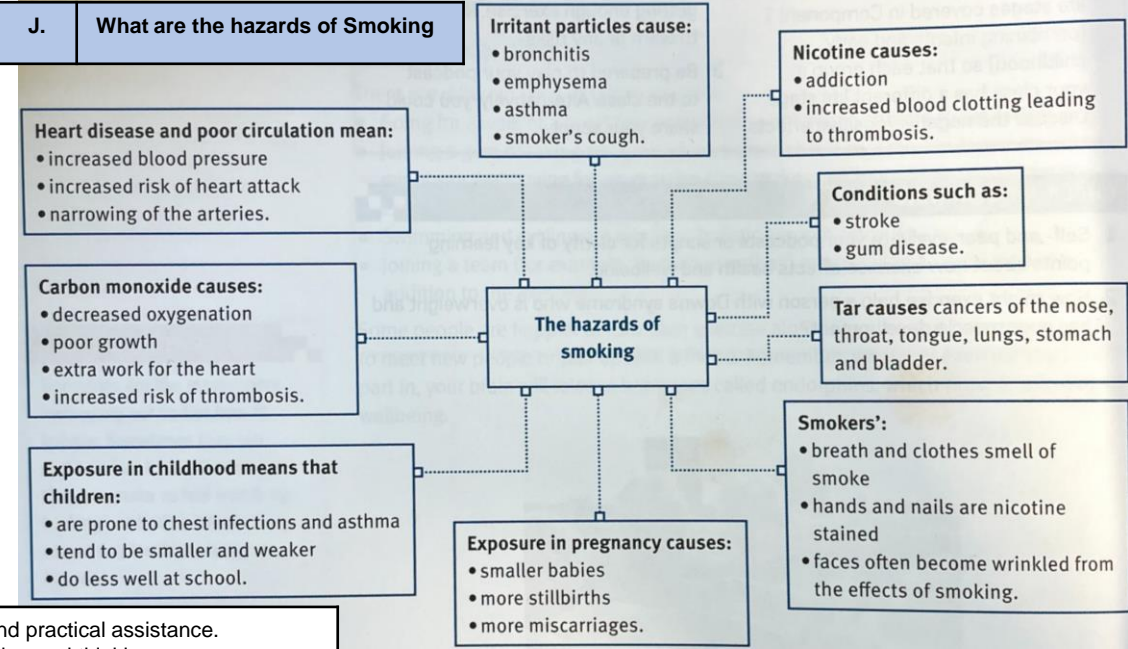 J. What are the hazards of Smoking
Irritant particles cause:
• bronchitis
• emphysema
• asthma
• smoker's cough.
Nicotine causes:
• addiction
• increased blood clotting leading
to thrombosis.
Heart disease and poor circulation mean:
• increased blood pressure
• increased risk of heart attack
• narrowing of the arteries.
Conditions such as:
• stroke
• gum disease.
Carbon monoxide causes:
• decreased oxygenation
• poor growth
• extra work for the heart
• increased risk of thrombosis.
The hazards of
smoking
Tar causes cancers of the nose,
throat, tongue, lungs, stomach
and bladder.
Exposure in childhood means that
children:
• are prone to chest infections and asthma
• tend to be smaller and weaker
• do less well at school.
Exposure in pregnancy causes:
• smaller babies
• more stillbirths
• more miscarriages.
Smokers':
• breath and clothes smell of
smoke
• hands and nails are nicotine
stained
• faces often become wrinkled from
the effects of smoking.
nd practical assistance.